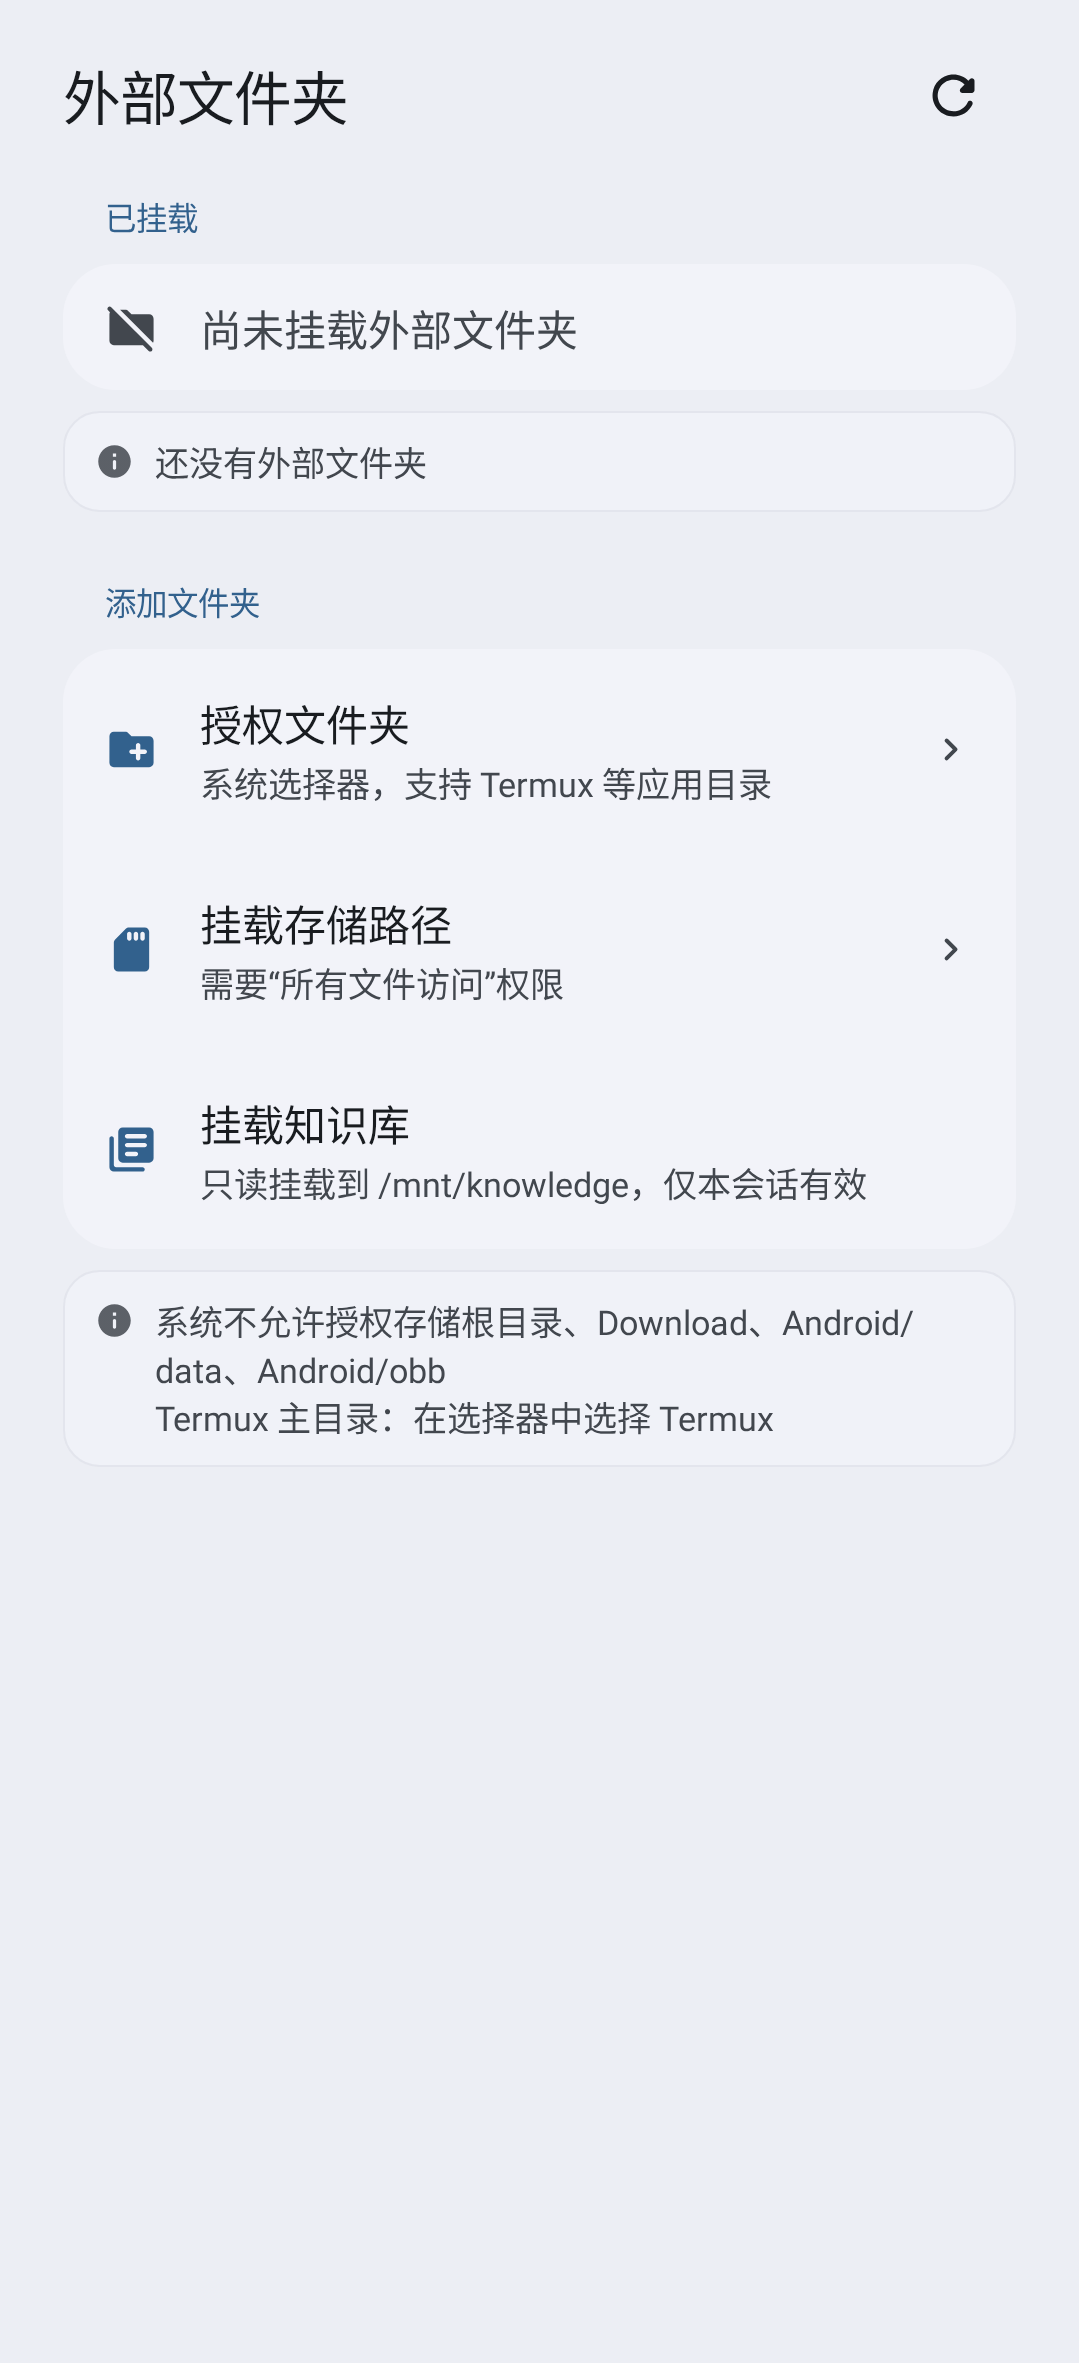 外部文件夹
已挂载
尚未挂载外部文件夹
还没有外部文件夹
添加文件夹
授权文件夹
系统选择器，支持 Termux 等应用目录
挂载存储路径
需要“所有文件访问”权限
挂载知识库
只读挂载到 /mnt/knowledge，仅本会话有效
系统不允许授权存储根目录、Download、Android/
data、Android/obb
Termux 主目录：在选择器中选择 Termux